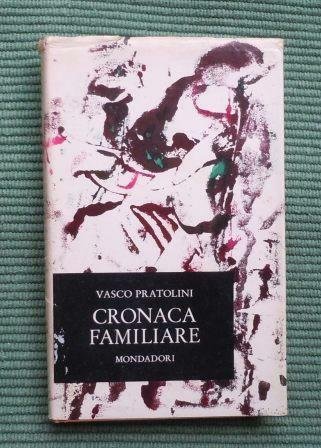 VASCO PRATOLINI
CRONACA
FAMILIARE
MONDADORI